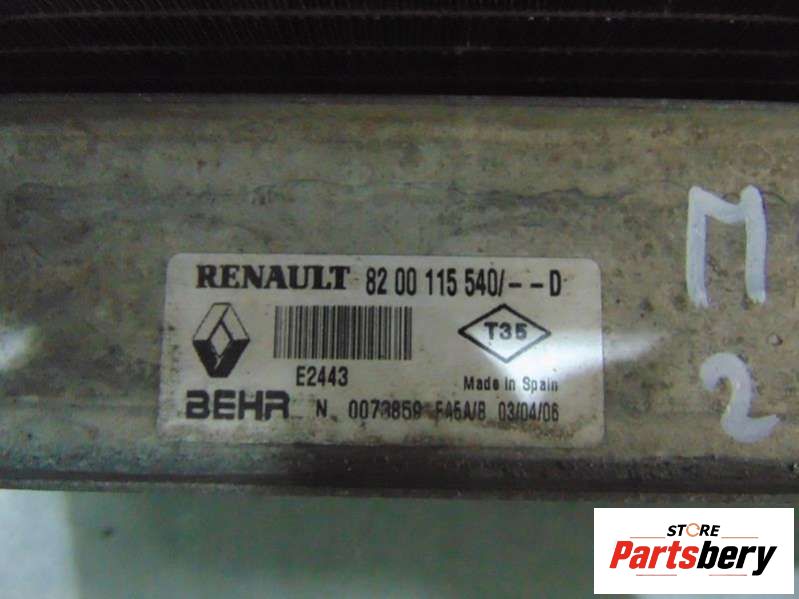 RENAULT 82 00 115 540/--D
T35
E2443
Made in Spain
BEHR N 0073859 FA5A/B 03/04/06
M
2
STORE
Partsbery